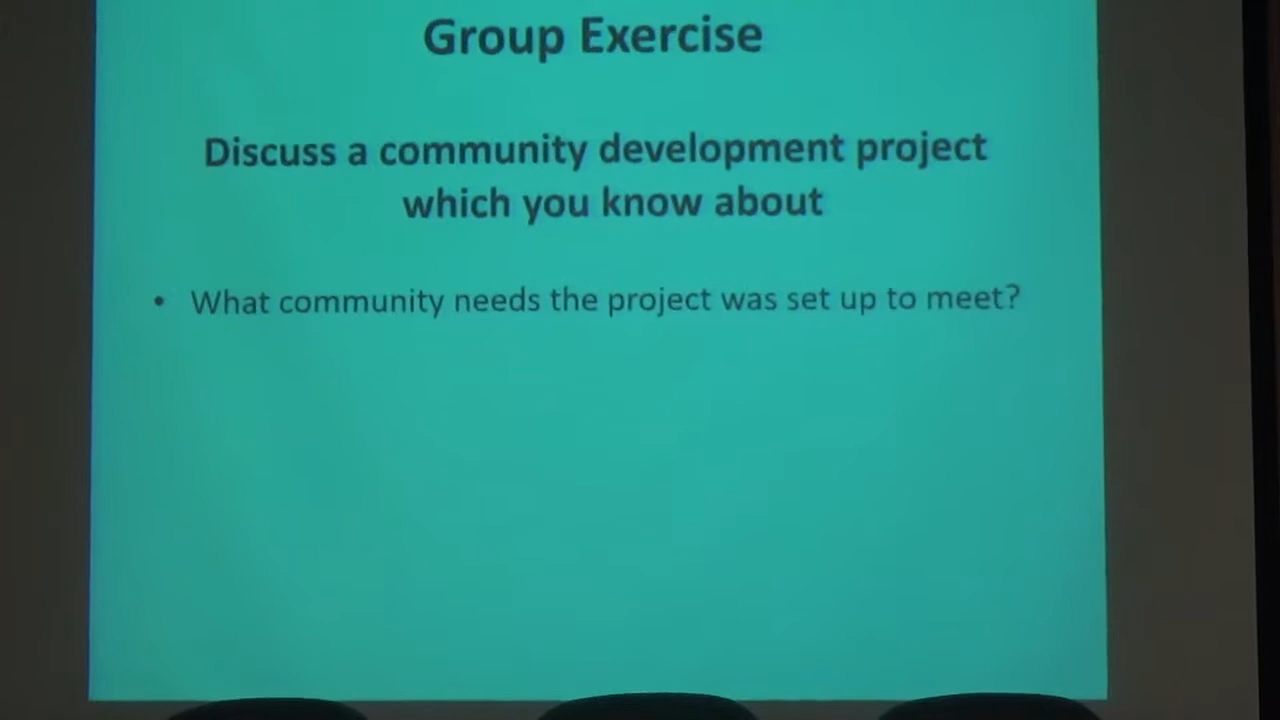 Group Exercise
Discuss a community development project
which you know about
• What community needs the project was set up to meet?